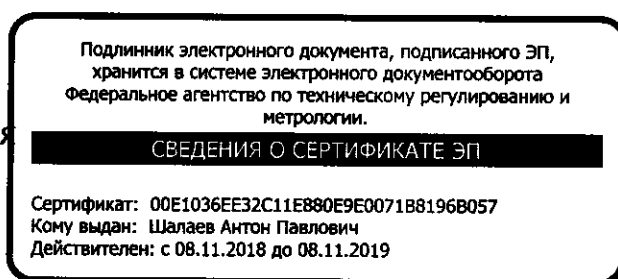 Подлинник электронного документа, подписанного ЭП,
хранится в системе электронного документооборота
Федеральное агентство по техническому регулированию и
метрологии.
я
СВЕДЕНИЯ О СЕРТИФИКАТЕ ЭП
Сертификат: 00E1036EE32C11E880E9E0071B8196B057
Кому выдан: Шалаев Антон Павлович
Действителен: с 08.11.2018 до 08.11.2019